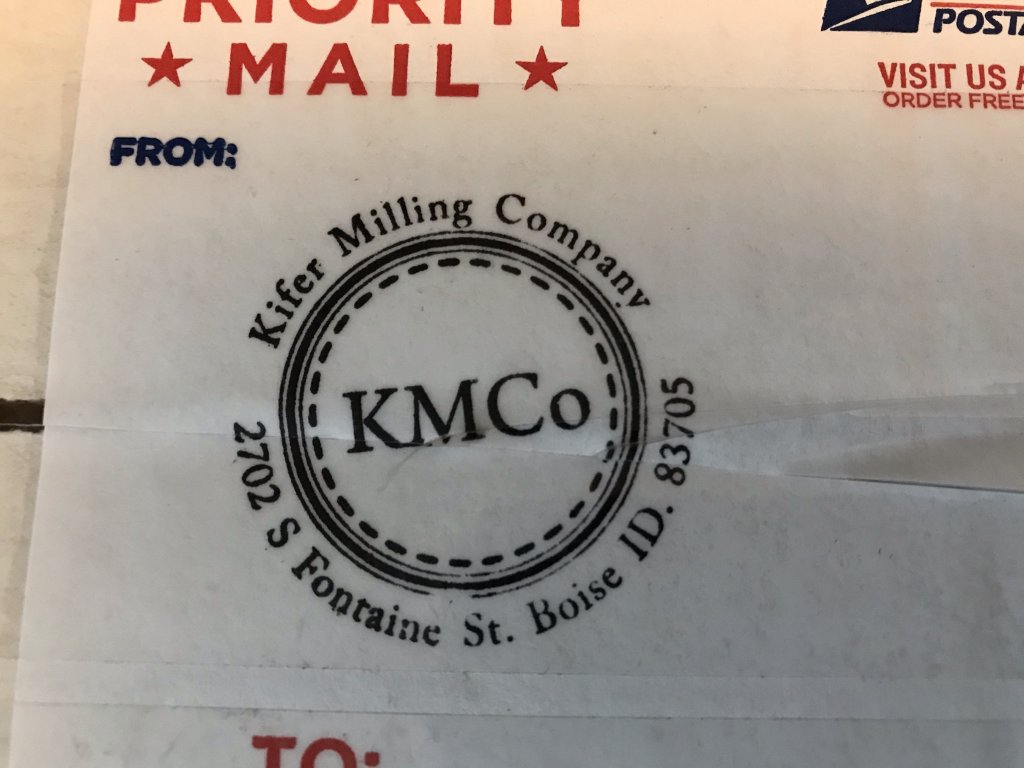 PRIORITY
★ MAIL ★
POSTA
VISIT US A
ORDER FREE
FROM:
Kifer Milling Company
KMCo
2702 S Fontaine St. Boise ID. 83705
TO: